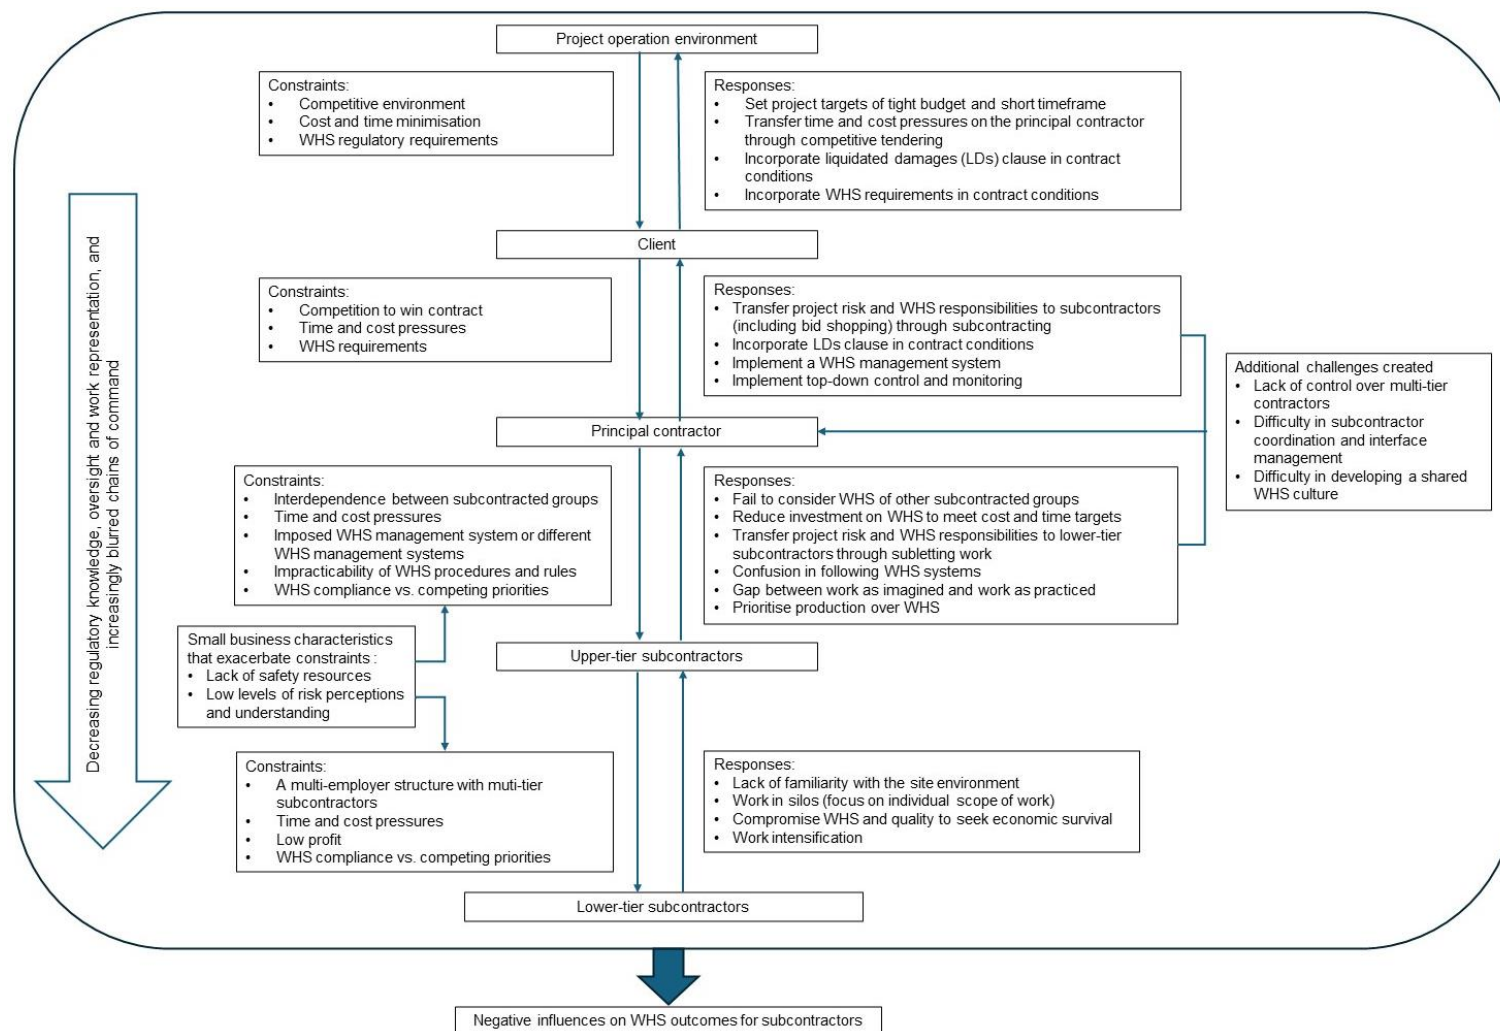 Project operation environment
Constraints:
• Competitive environment
• Cost and time minimisation
• WHS regulatory requirements
Responses:
• Set project targets of tight budget and short timeframe
• Transfer time and cost pressures on the principal contractor
through competitive tendering
• Incorporate liquidated damages (LDs) clause in contract
conditions
• Incorporate WHS requirements in contract conditions
Client
Constraints:
• Competition to win contract
• Time and cost pressures
• WHS requirements
Responses:
• Transfer project risk and WHS responsibilities to subcontractors
(including bid shopping) through subcontracting
• Incorporate LDs clause in contract conditions
• Implement a WHS management system
• Implement top-down control and monitoring
Additional challenges created
• Lack of control over multi-tier
contractors
• Difficulty in subcontractor
coordination and interface
management
• Difficulty in developing a shared
WHS culture
Principal contractor
Constraints:
• Interdependence between subcontracted groups
• Time and cost pressures
• Imposed WHS management system or different
WHS management systems
• Impracticability of WHS procedures and rules
• WHS compliance vs. competing priorities
Responses:
• Fail to consider WHS of other subcontracted groups
• Reduce investment on WHS to meet cost and time targets
• Transfer project risk and WHS responsibilities to lower-tier
subcontractors through subletting work
• Confusion in following WHS systems
• Gap between work as imagined and work as practiced
• Prioritise production over WHS
Small business characteristics
that exacerbate constraints :
• Lack of safety resources
• Low levels of risk perceptions
and understanding
Upper-tier subcontractors
Constraints:
• A multi-employer structure with muti-tier
subcontractors
• Time and cost pressures
• Low profit
• WHS compliance vs. competing priorities
Responses:
• Lack of familiarity with the site environment
• Work in silos (focus on individual scope of work)
• Compromise WHS and quality to seek economic survival
• Work intensification
Lower-tier subcontractors
Decreasing regulatory knowledge, oversight and work representation, and
increasingly blurred chains of command
Negative influences on WHS outcomes for subcontractors